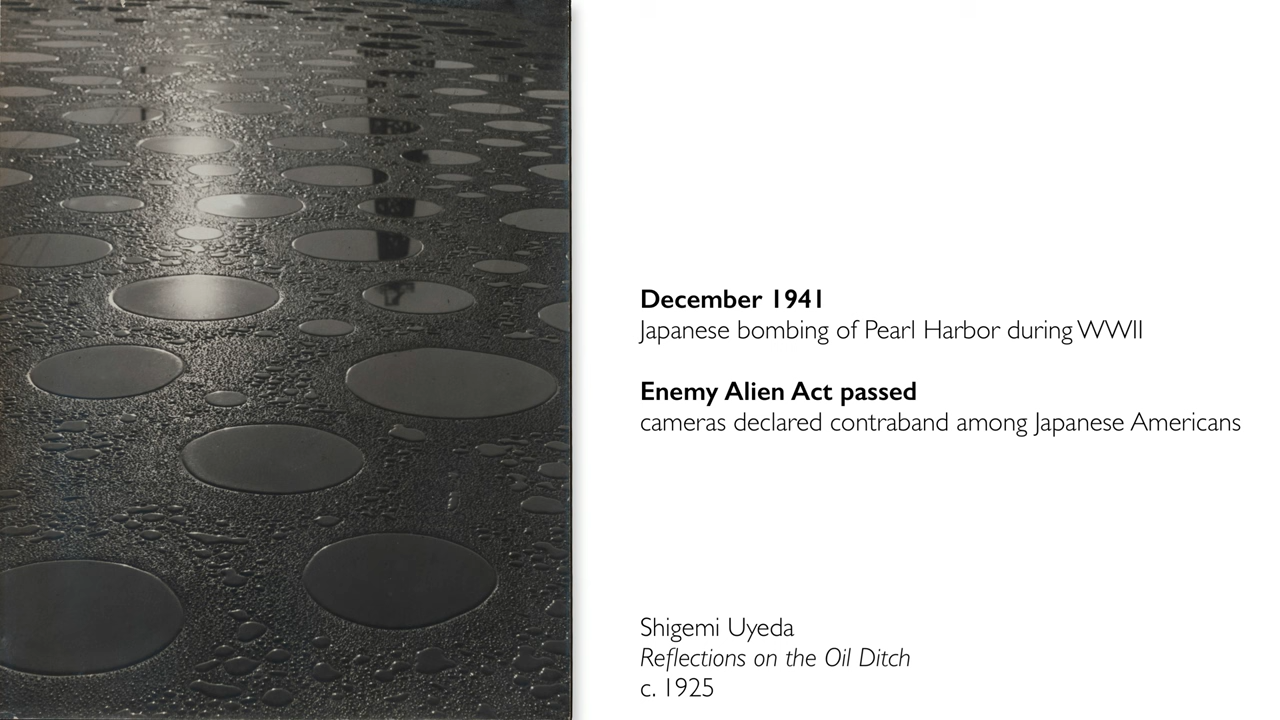 December 1941
Japanese bombing of Pearl Harbor during WWII
Enemy Alien Act passed
cameras declared contraband among Japanese Americans
Shigemi Uyeda
Reflections on the Oil Ditch
c. 1925